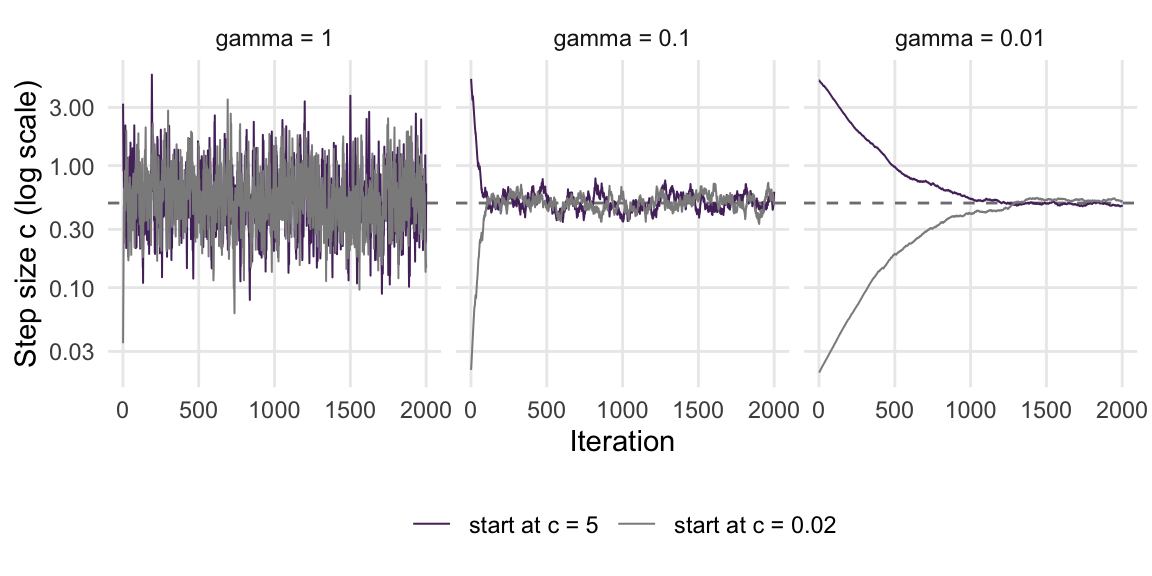 gamma = 1
gamma = 0.1
gamma = 0.01
Step size c (log scale)
3.00
1.00
0.30
0.10
0.03
0 500 1000 1500 2000
0 500 1000 1500 2000
0 500 1000 1500 2000
Iteration
start at c = 5
start at c = 0.02